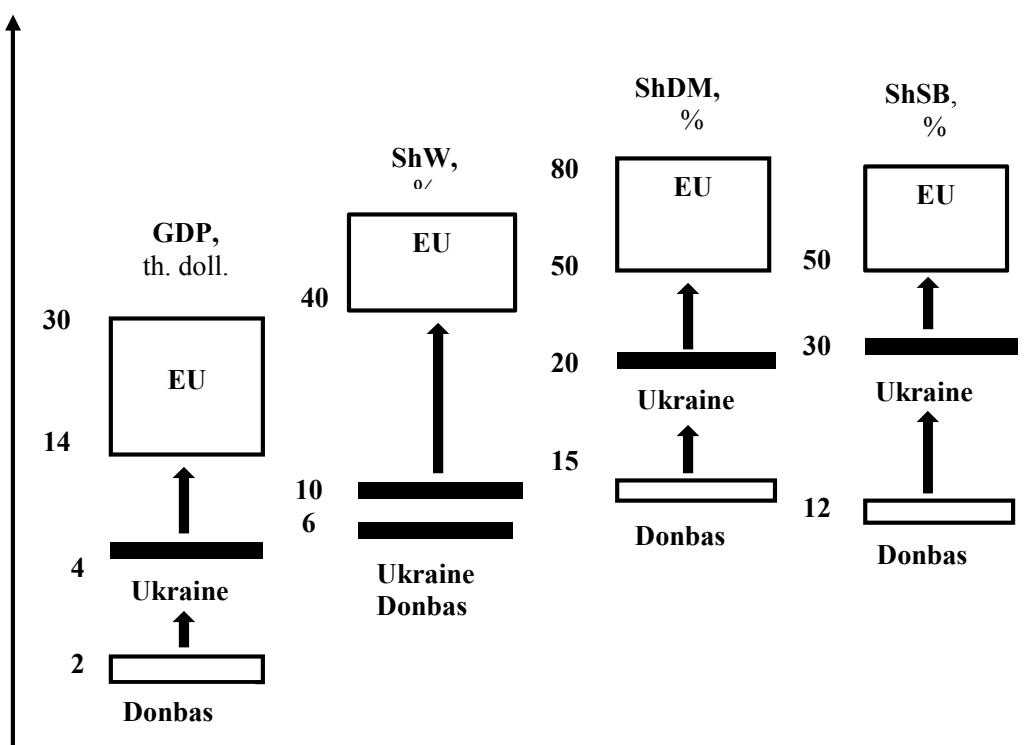 GDP,
th. doll.
30
EU
14
4
Ukraine
2
Donbas
ShW,
%
EU
40
10
6
Ukraine
Donbas
ShDM,
%
80
EU
50
20
Ukraine
15
Donbas
ShSB,
%
EU
50
30
Ukraine
12
Donbas